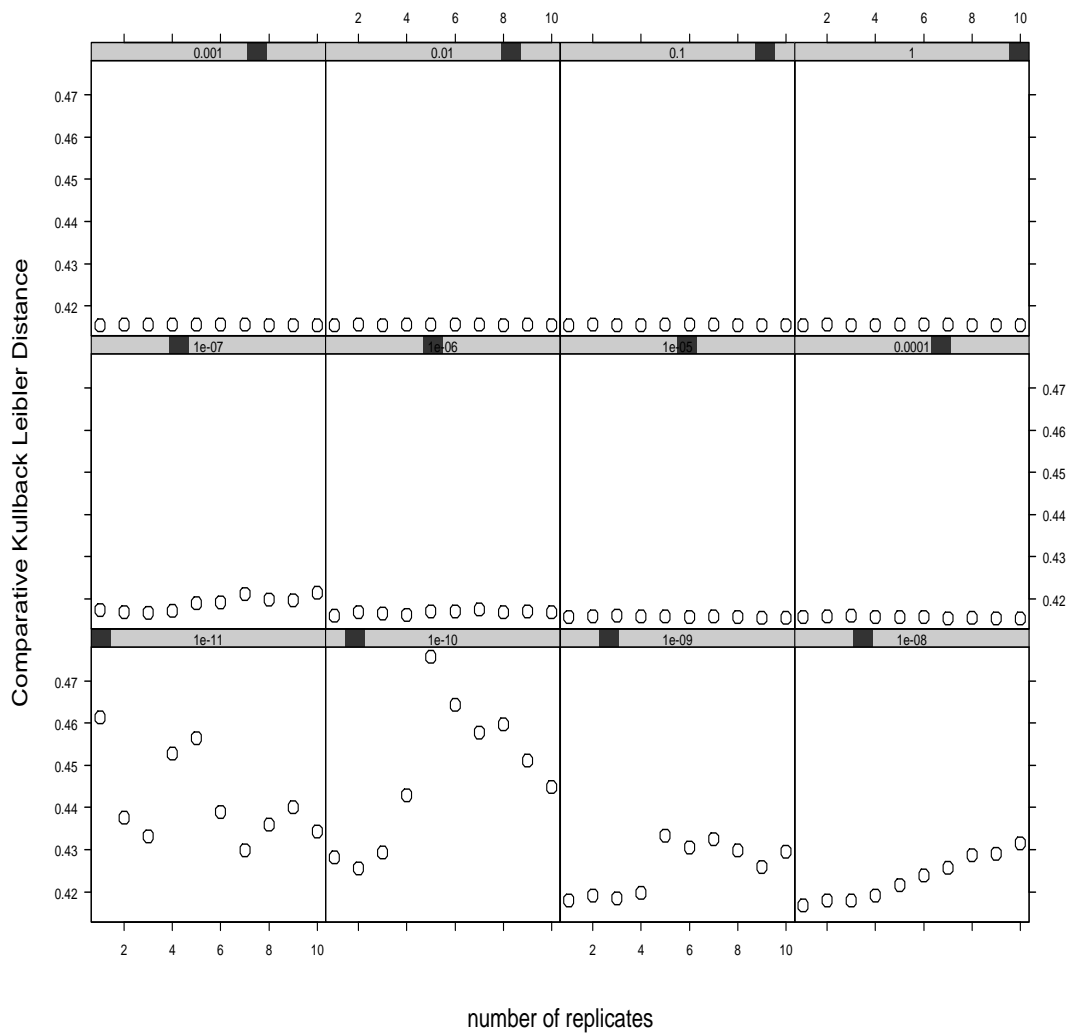 2 4 6 8 10 2 4 6 8 10
0.001 0.01 0.1 1
0.47
0.46
0.45
0.44
0.43
0.42
1e-07 1e-06 1e-05 0.0001
0.47
0.46
0.45
0.44
0.43
0.42
1e-11 1e-10 1e-09 1e-08
0.47
0.46
0.45
0.44
0.43
0.42
2 4 6 8 10 2 4 6 8 10
Comparative Kullback Leibler Distance
number of replicates